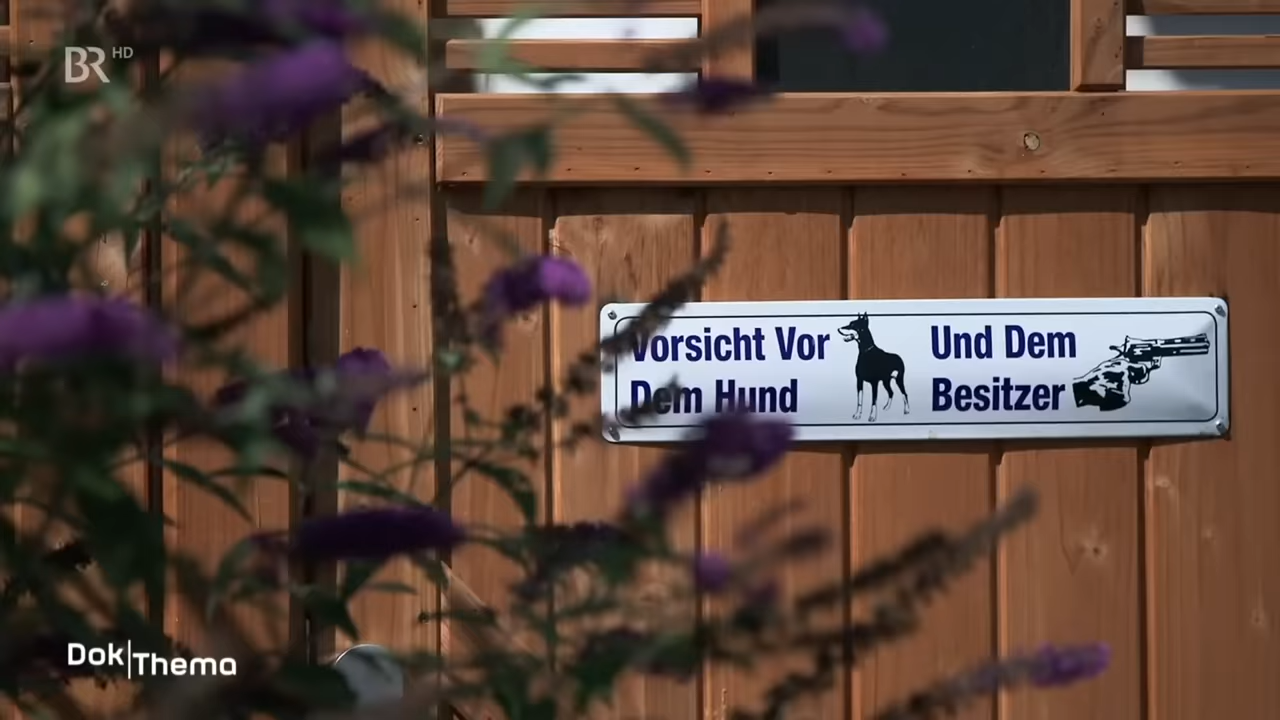 BR HD
Vorsicht Vor
Dem Hund
Und Dem
Besitzer
Dok Thema